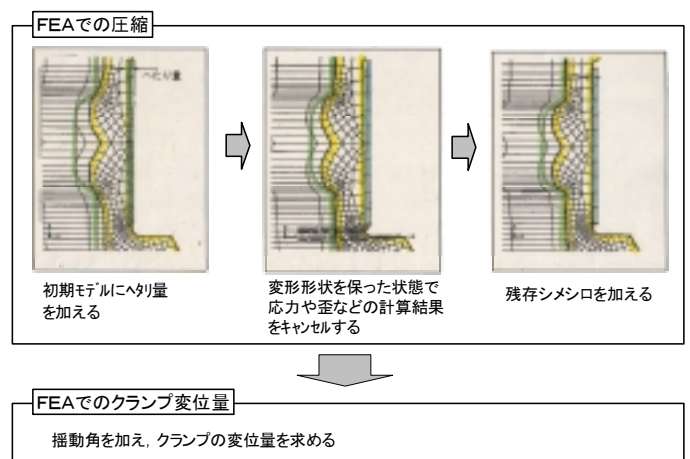 FEAでの圧縮
へたり量
初期モデルにヘタリ量
を加える
変形形状を保った状態で
応力や歪などの計算結果
をキャンセルする
残存シメシロを加える
FEAでのクランプ変位量
揺動角を加え, クランプの変位量を求める